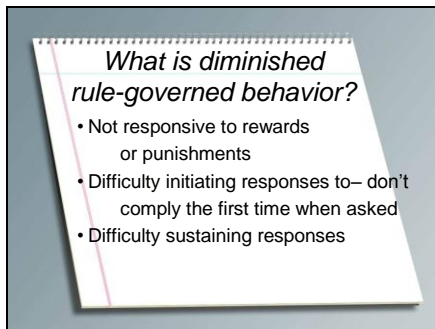 What is diminished
rule-governed behavior?
• Not responsive to rewards
or punishments
• Difficulty initiating responses to– don't
comply the first time when asked
• Difficulty sustaining responses